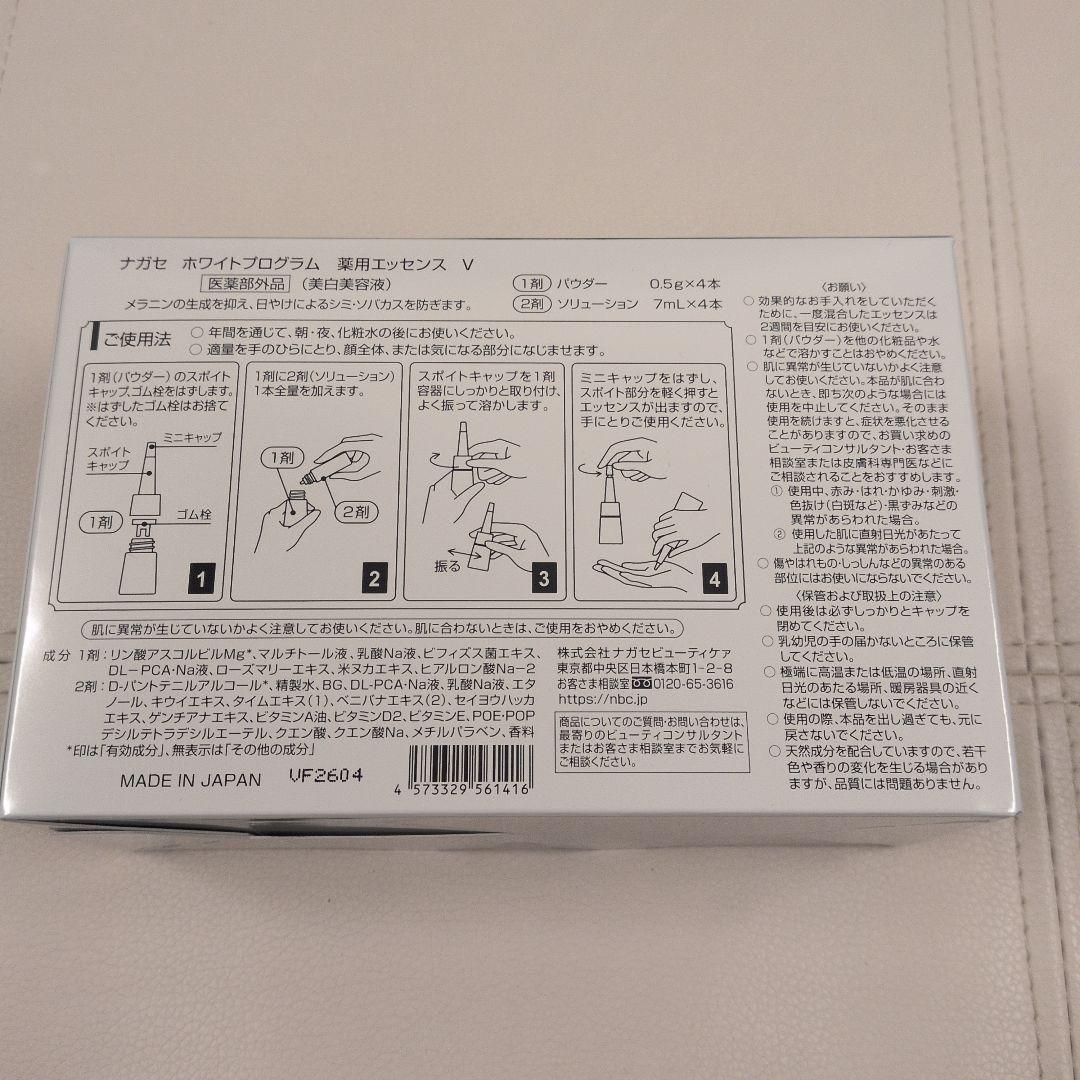 ナガセ ホワイトプログラム 薬用エッセンス V
医薬部外品 (美白美容液)
メラニンの生成を抑え、日やけによるシミ・ソバカスを防ぎます。
1剤 パウダー 0.5g×4本
2剤 ソリューション 7mL×4本
ご使用法
○ 年間を通じて、朝・夜、化粧水の後にお使いください。
○ 適量を手のひらにとり、顔全体、または気になる部分になじませます。
1剤(パウダー)のスポイト
キャップ、ゴム栓をはずします。
※はずしたゴム栓はお捨て
ください。
ミニキャップ
スポイト
キャップ
1剤
ゴム栓
1
1剤に2剤(ソリューション)
1本全量を加えます。
1剤
2剤
2
スポイトキャップを1剤
容器にしっかりと取り付け、
よく振って溶かします。
振る
3
ミニキャップをはずし、
スポイト部分を軽く押すと
エッセンスが出ますので、
手にとりご使用ください。
4
肌に異常が生じていないかよく注意してお使いください。肌に合わないときは、ご使用をおやめください。
成分 1剤:リン酸アスコルビルMg*、マルチトール液、乳酸Na液、ビフィズス菌エキス、
DL-PCA・Na液、ローズマリーエキス、米ヌカエキス、ヒアルロン酸Na-2
2剤:D-パントテニルアルコール*、精製水、BG、DL-PCA・Na液、乳酸Na液、エタ
ノール、キウイエキス、タイムエキス(1)、ベニバナエキス(2)、セイヨウハッカ
エキス、ゲンチアナエキス、ビタミンA油、ビタミンD2、ビタミンE、POE・POP
デシルテトラデシルエーテル、クエン酸、クエン酸Na、メチルパラベン、香料
*印は「有効成分」、無表示は「その他の成分」
MADE IN JAPAN VF2604
4 573329 561416
株式会社ナガセビューティケァ
東京都中央区日本橋本町1-2-8
お客さま相談室 0120-65-3616
https://nbc.jp
商品についてのご質問・お問い合わせは、
最寄りのビューティコンサルタント
またはお客さま相談室までお気軽に
ご相談ください。
〈お願い〉
○ 効果的なお手入れをしていただく
ために、一度混合したエッセンスは
2週間を目安にお使いください。
○ 1剤(パウダー)を他の化粧品や水
などで溶かすことはおやめください。
○ 肌に異常が生じていないかよく注意
してお使いください。本品が肌に合わ
ないとき、即ち次のような場合には
使用を中止してください。そのまま
使用を続けますと、症状を悪化させる
ことがありますので、お買い求めの
ビューティコンサルタント・お客さま
相談室または皮膚科専門医などに
ご相談されることをおすすめします。
① 使用中、赤み・はれ・かゆみ・刺激・
色抜け(白斑など)・黒ずみなどの
異常があらわれた場合。
② 使用した肌に直射日光があたって
上記のような異常があらわれた場合。
○ 傷やはれもの・しっしんなどの異常のある
部位にはお使いにならないでください。
〈保管および取扱上の注意〉
○ 使用後は必ずしっかりとキャップを
閉めてください。
○ 乳幼児の手の届かないところに保管
してください。
○ 極端に高温または低温の場所、直射
日光のあたる場所、暖房器具の近く
などには保管しないでください。
○ 使用の際、本品を出し過ぎても、元に
戻さないでください。
○ 天然成分を配合していますので、若干
色や香りの変化を生じる場合があり
ますが、品質には問題ありません。